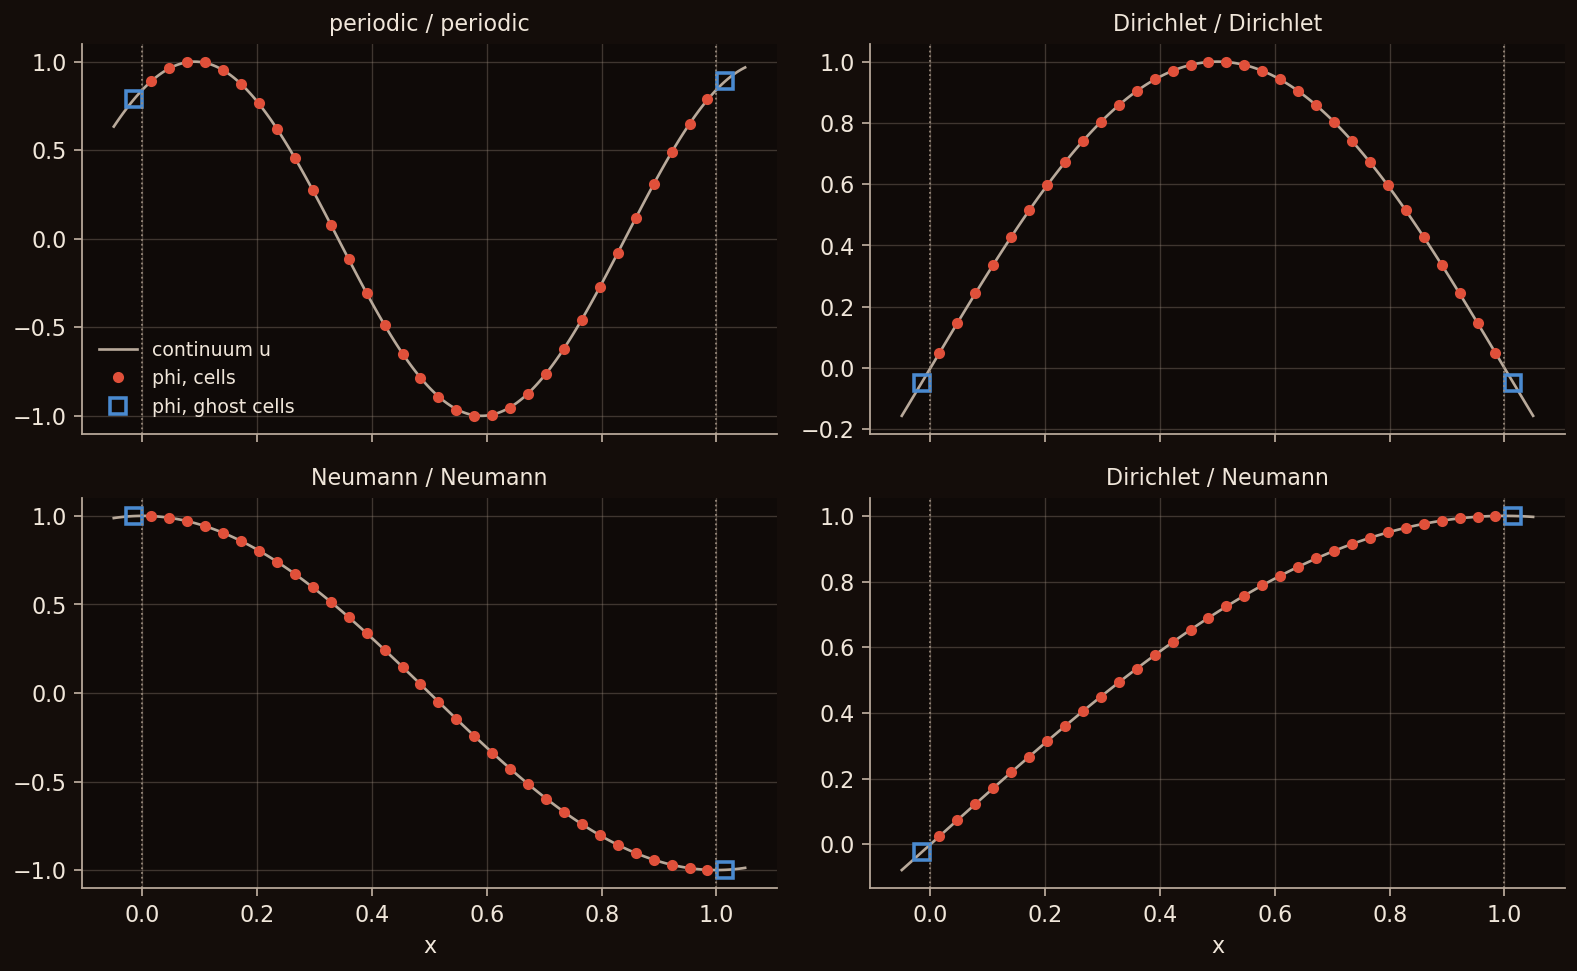 periodic / periodic
1.0
0.5
0.0
−0.5
−1.0
continuum u
phi, cells
phi, ghost cells
Dirichlet / Dirichlet
1.0
0.8
0.6
0.4
0.2
0.0
−0.2
Neumann / Neumann
1.0
0.5
0.0
−0.5
−1.0
0.0 0.2 0.4 0.6 0.8 1.0
x
Dirichlet / Neumann
1.0
0.8
0.6
0.4
0.2
0.0
0.0 0.2 0.4 0.6 0.8 1.0
x